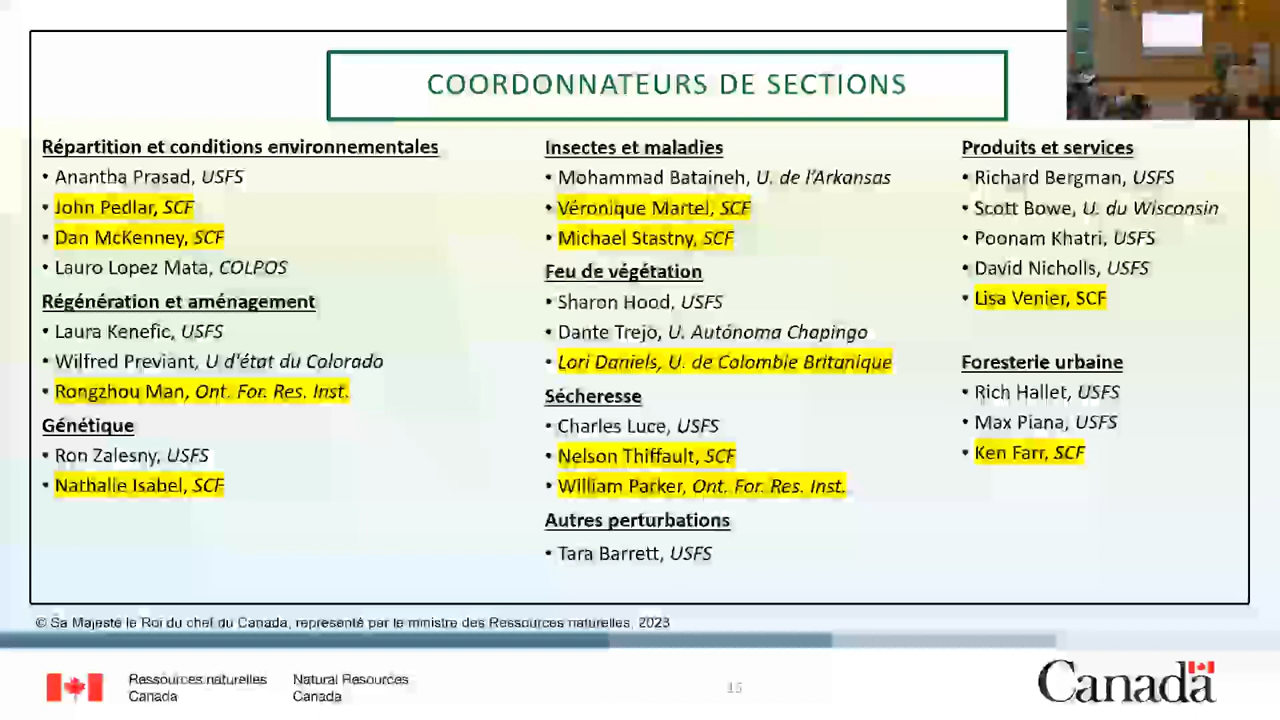 COORDONNATEURS DE SECTIONS
Répartition et conditions environnementales
• Anantha Prasad, USFS
• John Pedlar, SCF
• Dan McKenney, SCF
• Lauro Lopez Mata, COLPOS
Régénération et aménagement
• Laura Kenefic, USFS
• Wilfred Previant, U d'état du Colorado
• Rongzhou Man, Ont. For. Res. Inst.
Génétique
• Ron Zalesny, USFS
• Nathalie Isabel, SCF
Insectes et maladies
• Mohammad Bataineh, U. de l'Arkansas
• Véronique Martel, SCF
• Michael Stastny, SCF
Feu de végétation
• Sharon Hood, USFS
• Dante Trejo, U. Autónoma Chapingo
• Lori Daniels, U. de Colombie Britanique
Sécheresse
• Charles Luce, USFS
• Nelson Thiffault, SCF
• William Parker, Ont. For. Res. Inst.
Autres perturbations
• Tara Barrett, USFS
Produits et services
• Richard Bergman, USFS
• Scott Bowe, U. du Wisconsin
• Poonam Khatri, USFS
• David Nicholls, USFS
• Lisa Venier, SCF
Foresterie urbaine
• Rich Hallet, USFS
• Max Piana, USFS
• Ken Farr, SCF
© Sa Majesté le Roi du chef du Canada, représenté par le ministre des Ressources naturelles, 2023
Ressources naturelles
Canada
Natural Resources
Canada
15
Canada